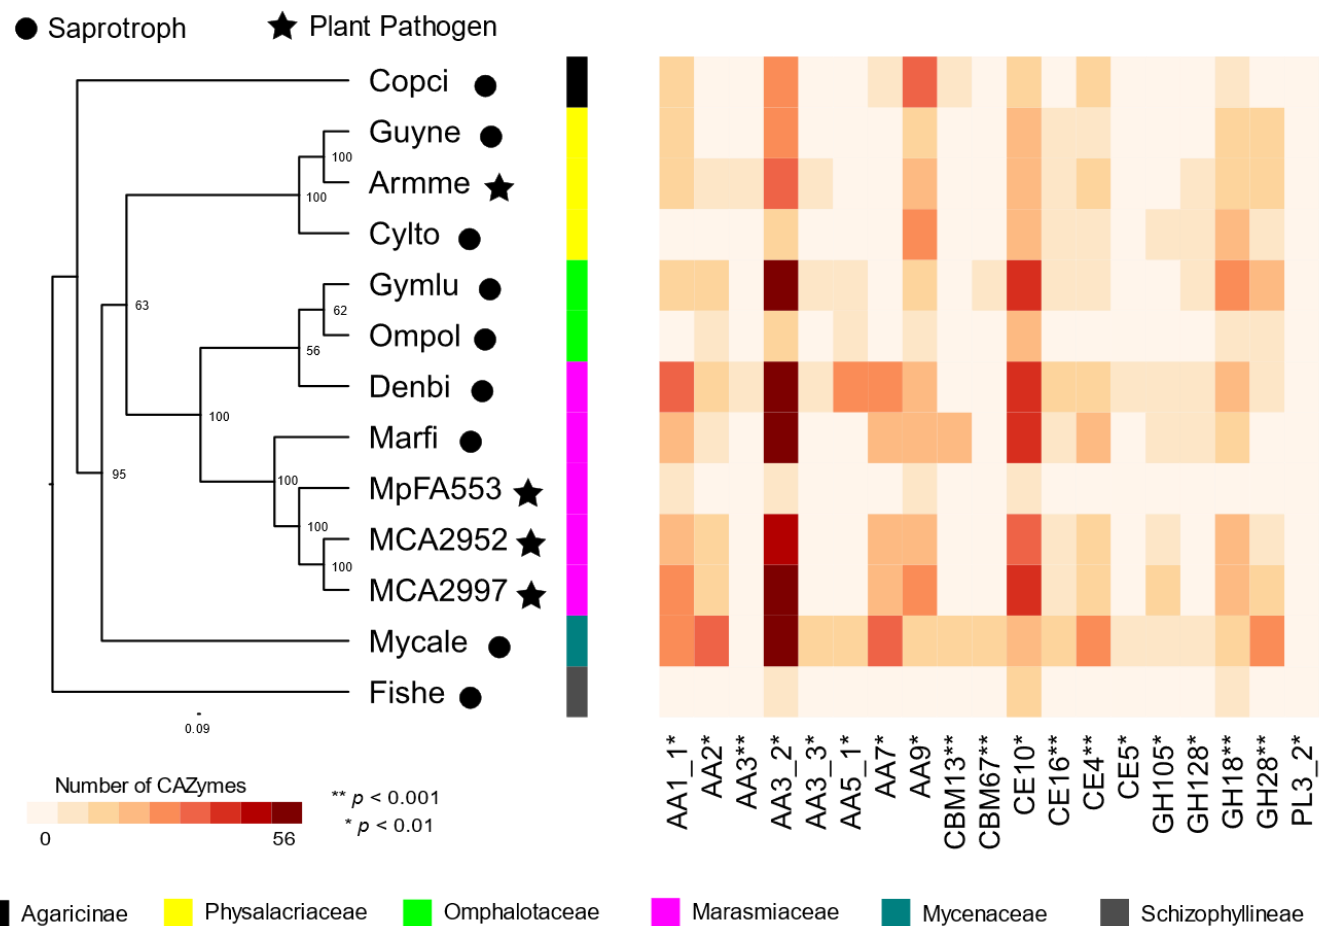 Saprotroph Plant Pathogen
Copci
Guyne
100
Armme
100
Cylto
Gymlu
63
62
Ompol
56
Denbi
100
Marfi
95
100
MpFA553
100
MCA2952
100
MCA2997
Mycale
Fishe
0.09
AA1_1*
AA2*
AA3**
AA3_2*
AA3_3*
AA5_1*
AA7*
AA9*
CBM13**
CBM67**
CE10*
CE16**
CE4**
CE5*
GH105*
GH128*
GH18**
GH28**
PL3_2*
Number of CAZymes
0 56
** p < 0.001
* p < 0.01
Agaricinae Physalacriaceae Omphalotaceae Marasmiaceae Mycenaceae Schizophyllineae